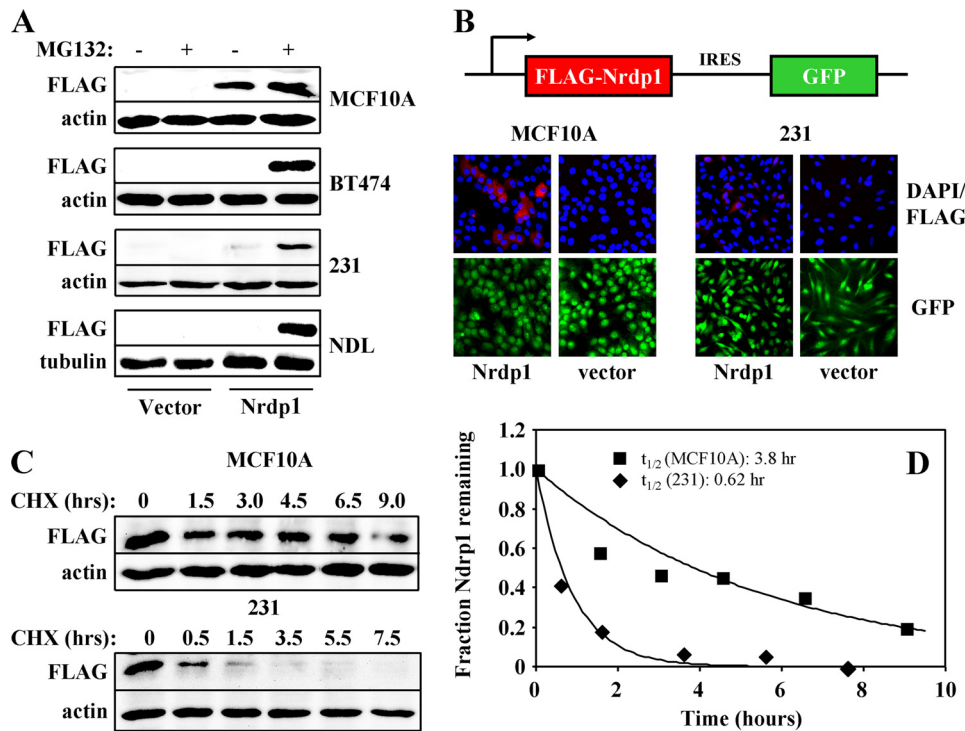 A
MG132: - + - +
FLAG
actin
MCF10A
FLAG
actin
BT474
FLAG
actin
231
FLAG
tubulin
NDL
Vector Nrdp1
B
FLAG-Nrdp1 IRES GFP
MCF10A 231
DAPI/
FLAG
GFP
Nrdp1 vector Nrdp1 vector
C
MCF10A
CHX (hrs): 0 1.5 3.0 4.5 6.5 9.0
FLAG
actin
231
CHX (hrs): 0 0.5 1.5 3.5 5.5 7.5
FLAG
actin
D
t1/2 (MCF10A): 3.8 hr
t1/2 (231): 0.62 hr
Fraction Ndrp1 remaining
1.2
1.0
0.8
0.6
0.4
0.2
0
0 2 4 6 8 10
Time (hours)